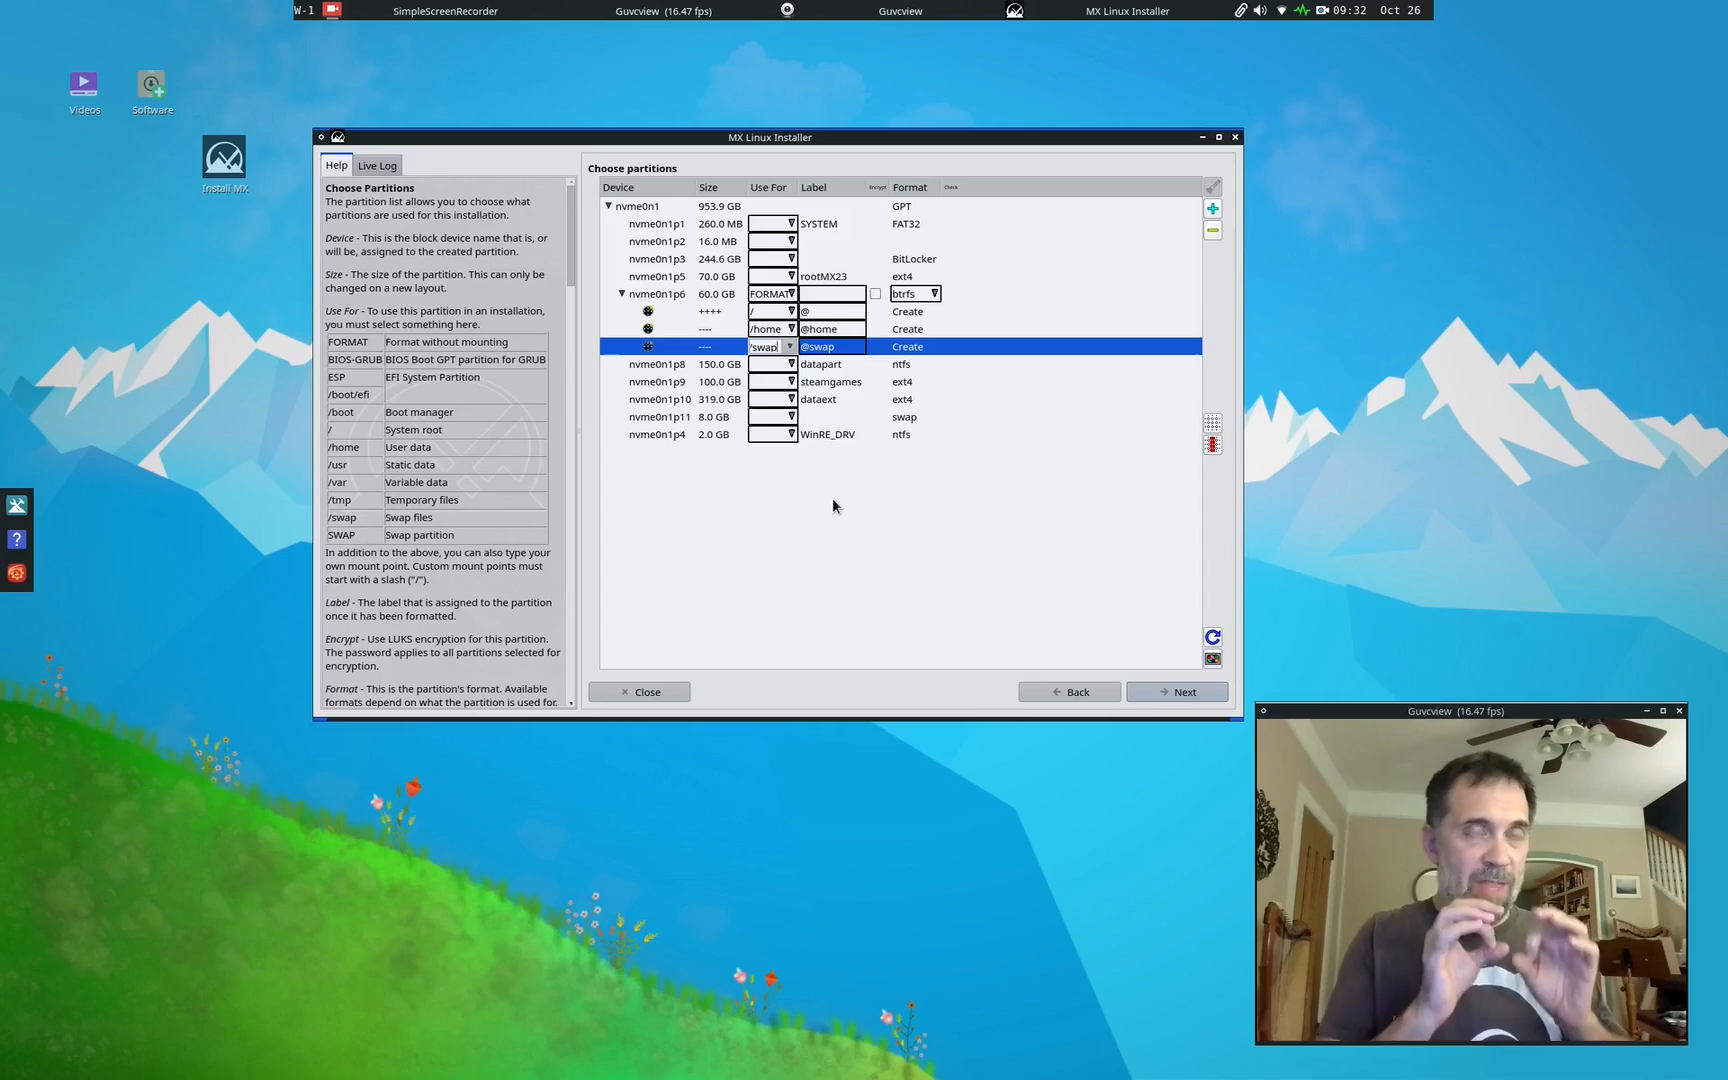 W-1 SimpleScreenRecorder Guvcview (16.47 fps) Guvcview MX Linux Installer 09:32 Oct 26
Videos
Software
Install MX
MX Linux Installer
Help Live Log
Choose Partitions
The partition list allows you to choose what
partitions are used for this installation.
Device - This is the block device name that is, or
will be, assigned to the created partition.
Size - The size of the partition. This can only be
changed on a new layout.
Use For - To use this partition in an installation,
you must select something here.
FORMAT Format without mounting
BIOS-GRUB BIOS Boot GPT partition for GRUB
ESP EFI System Partition
/boot/efi
/boot Boot manager
/ System root
/home User data
/usr Static data
/var Variable data
/tmp Temporary files
/swap Swap files
SWAP Swap partition
In addition to the above, you can also type your
own mount point. Custom mount points must
start with a slash ("/").
Label - The label that is assigned to the partition
once it has been formatted.
Encrypt - Use LUKS encryption for this partition.
The password applies to all partitions selected for
encryption.
Format - This is the partition's format. Available
formats depend on what the partition is used for.
Choose partitions
Device Size Use For Label Encrypt Format Check
nvme0n1 953.9 GB GPT
nvme0n1p1 260.0 MB SYSTEM FAT32
nvme0n1p2 16.0 MB
nvme0n1p3 244.6 GB BitLocker
nvme0n1p5 70.0 GB rootMX23 ext4
nvme0n1p6 60.0 GB FORMAT btrfs
++++ / @ Create
---- /home @home Create
---- /swap @swap Create
nvme0n1p8 150.0 GB datapart ntfs
nvme0n1p9 100.0 GB steamgames ext4
nvme0n1p10 319.0 GB dataext ext4
nvme0n1p11 8.0 GB swap
nvme0n1p4 2.0 GB WinRE_DRV ntfs
Close Back Next
Guvcview (16.47 fps)